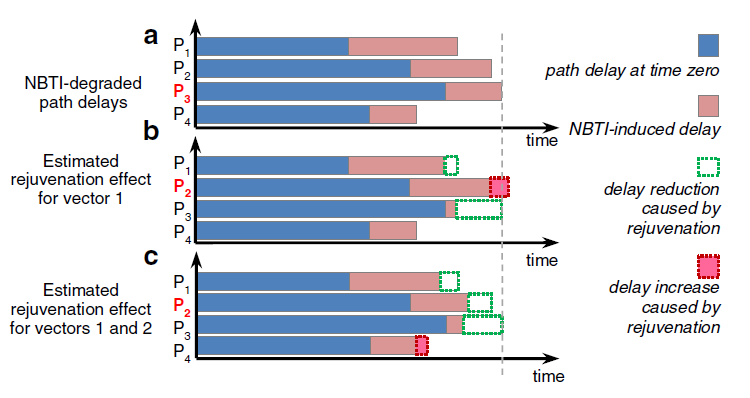 a
NBTI-degraded
path delays
P1
P2
P3
P4
time
b
Estimated
rejuvenation effect
for vector 1
P1
P2
P3
P4
time
c
Estimated
rejuvenation effect
for vectors 1 and 2
P1
P2
P3
P4
time
path delay at time zero
NBTI-induced delay
delay reduction
caused by
rejuvenation
delay increase
caused by
rejuvenation